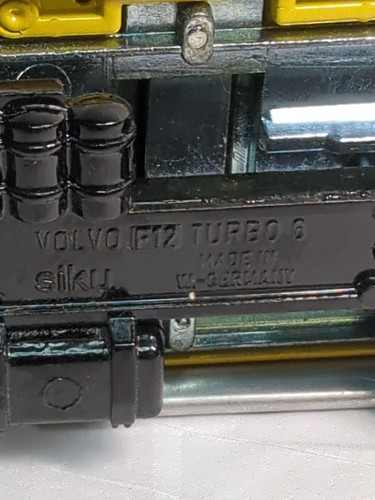 VOLVO F12 TURBO 6
MADE IN
siku W.-GERMANY